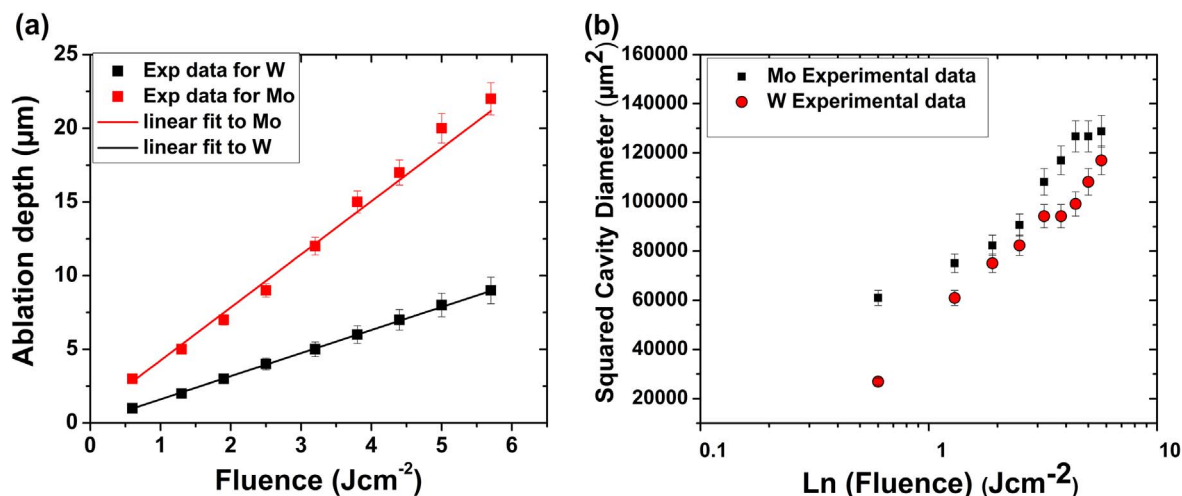 (a)
25
20
15
10
5
0
Ablation depth (µm)
Exp data for W
Exp data for Mo
linear fit to Mo
linear fit to W
0 1 2 3 4 5 6
Fluence (Jcm-2)
(b)
160000
140000
120000
100000
80000
60000
40000
20000
Squared Cavity Diameter (µm2)
Mo Experimental data
W Experimental data
0.1 1 10
Ln (Fluence) (Jcm-2)